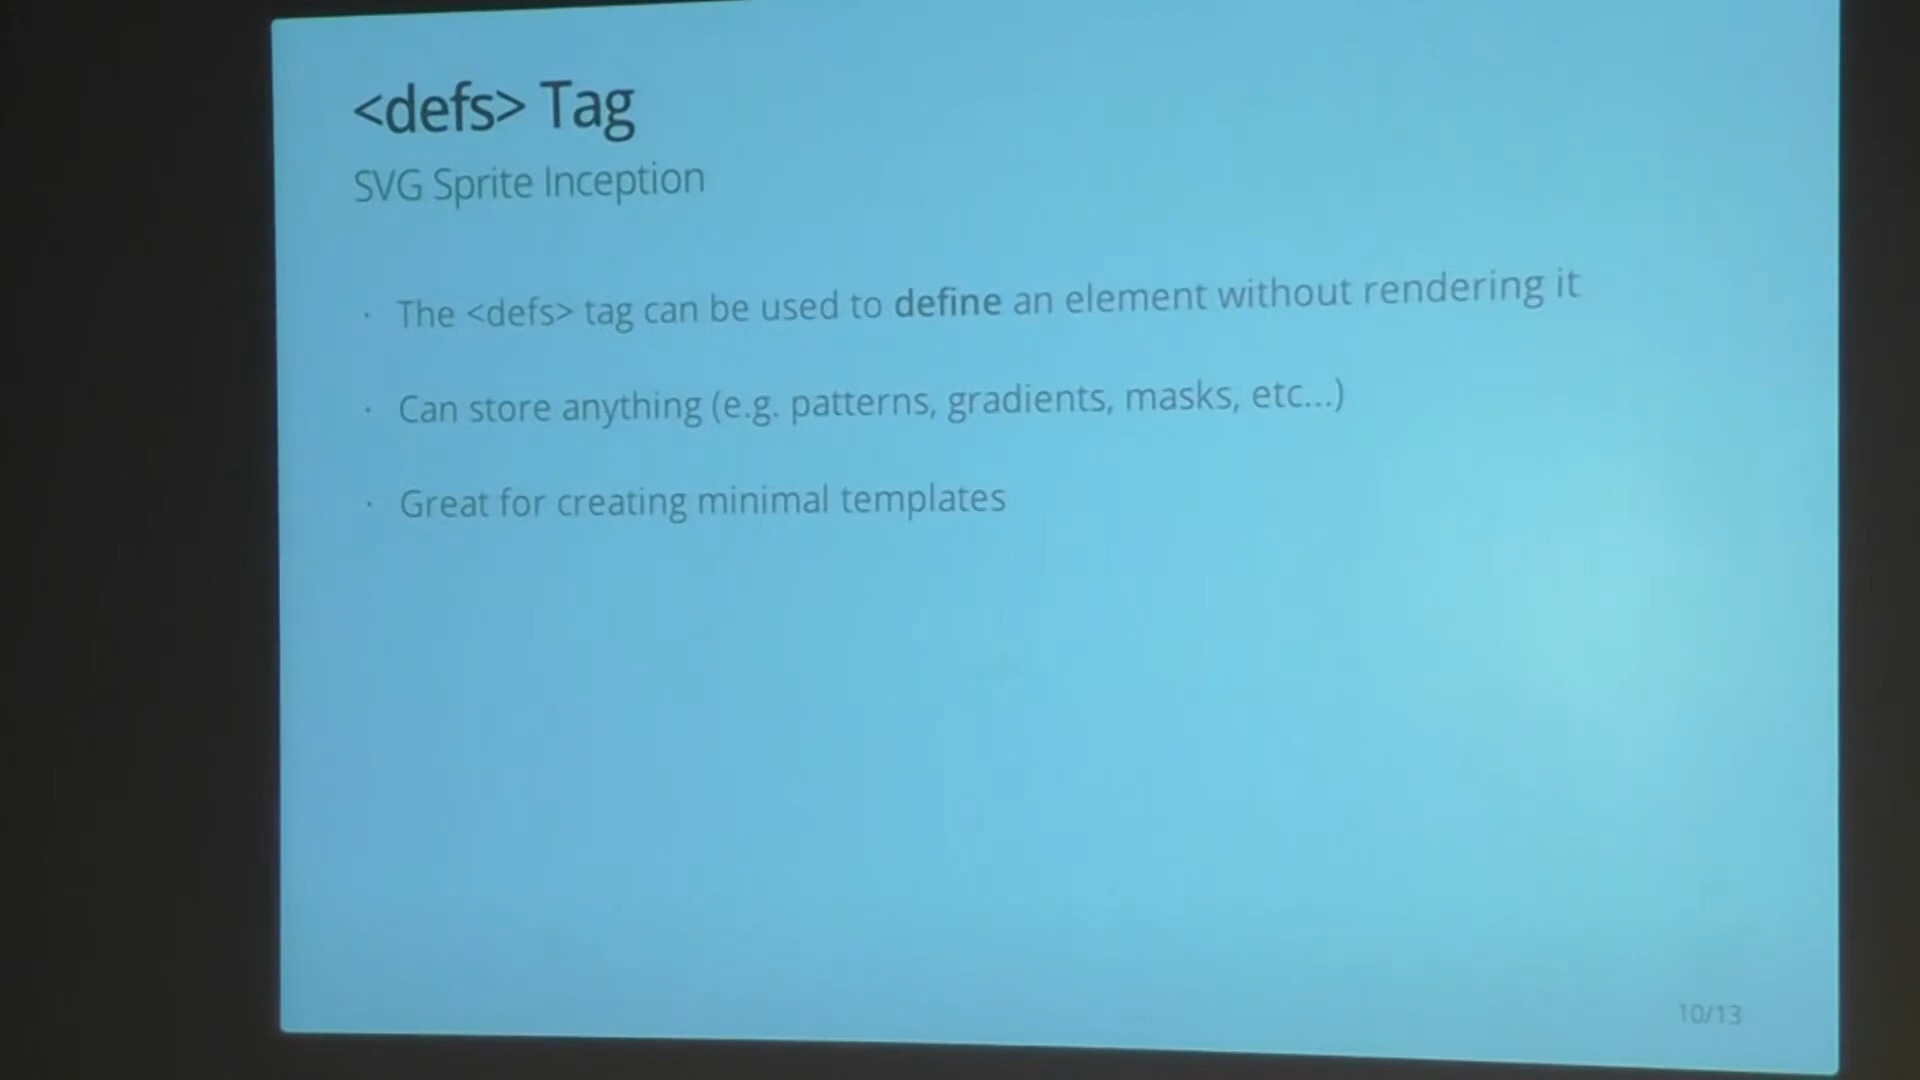 <defs> Tag
SVG Sprite Inception
· The <defs> tag can be used to define an element without rendering it
· Can store anything (e.g. patterns, gradients, masks, etc...)
· Great for creating minimal templates
10/13